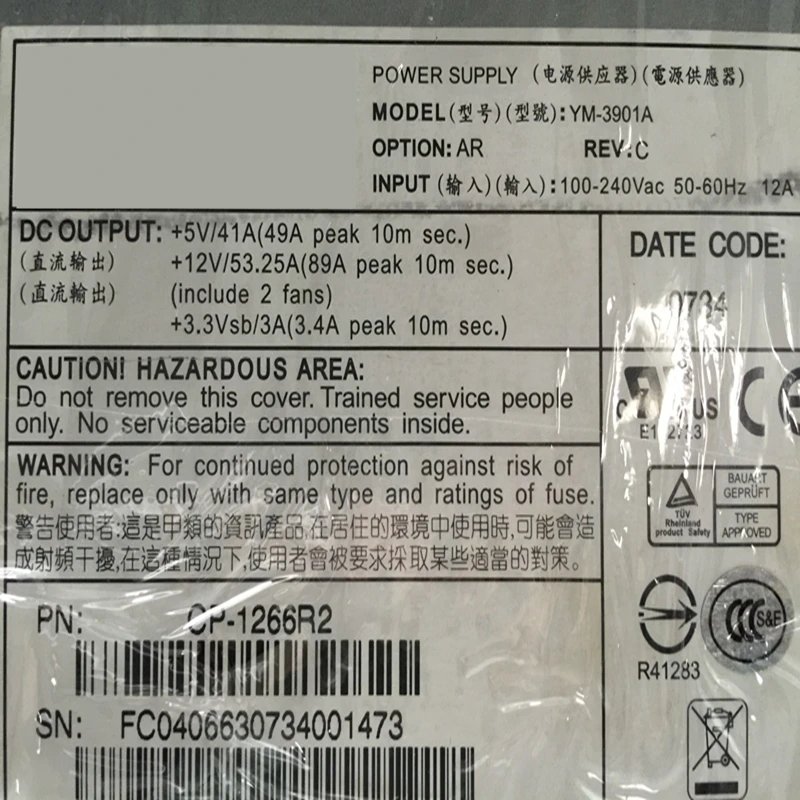 POWER SUPPLY (电源供应器)(電源供應器)
MODEL(型号)(型號):YM-3901A
OPTION: AR REV:C
INPUT (输入)(輸入):100-240Vac 50-60Hz 12A
DC OUTPUT: +5V/41A(49A peak 10m sec.)
(直流输出) +12V/53.25A(89A peak 10m sec.)
(直流輸出) (include 2 fans)
+3.3Vsb/3A(3.4A peak 10m sec.)
DATE CODE:
0734
CAUTION! HAZARDOUS AREA:
Do not remove this cover. Trained service people
only. No serviceable components inside.
WARNING: For continued protection against risk of
fire, replace only with same type and ratings of fuse.
警告使用者:這是甲類的資訊產品,在居住的環境中使用時,可能會造
成射頻干擾,在這種情況下,使用者會被要求採取某些適當的對策。
US
CE
TÜV
Rheinland
product Safety
BAUART
GEPRÜFT
TYPE
APPROVED
PN: CP-1266R2
SN: FC0406630734001473
R41283
CCC S&E